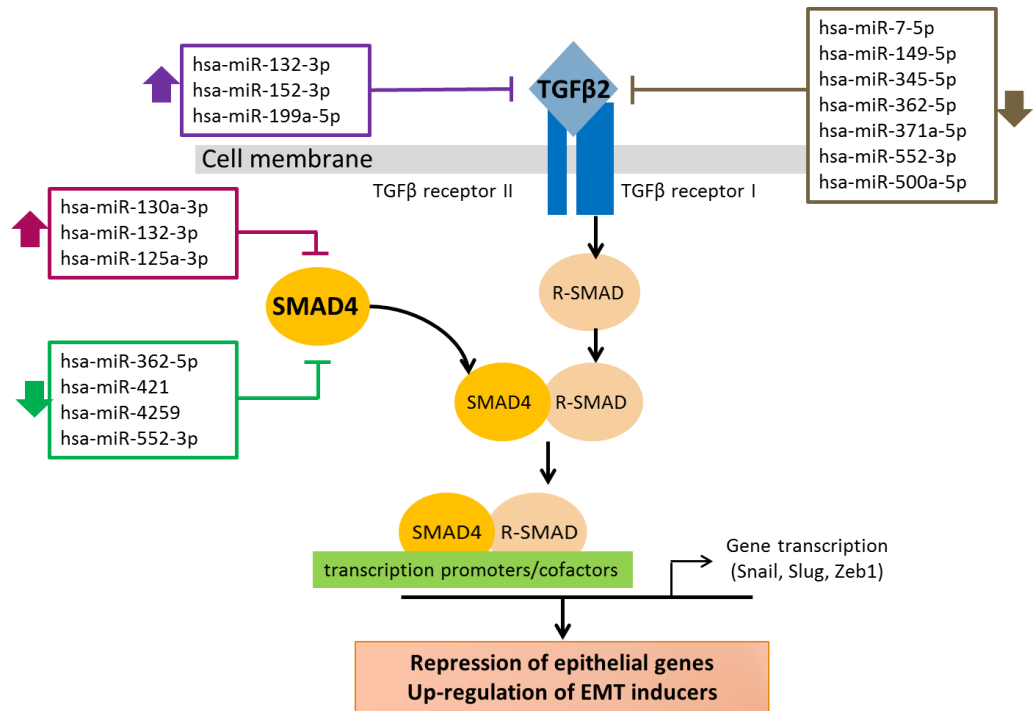 hsa-miR-132-3p
hsa-miR-152-3p
hsa-miR-199a-5p
TGFβ2
hsa-miR-7-5p
hsa-miR-149-5p
hsa-miR-345-5p
hsa-miR-362-5p
hsa-miR-371a-5p
hsa-miR-552-3p
hsa-miR-500a-5p
Cell membrane
TGFβ receptor II
TGFβ receptor I
hsa-miR-130a-3p
hsa-miR-132-3p
hsa-miR-125a-3p
SMAD4
R-SMAD
hsa-miR-362-5p
hsa-miR-421
hsa-miR-4259
hsa-miR-552-3p
SMAD4
R-SMAD
SMAD4
R-SMAD
transcription promoters/cofactors
Gene transcription
(Snail, Slug, Zeb1)
Repression of epithelial genes
Up-regulation of EMT inducers